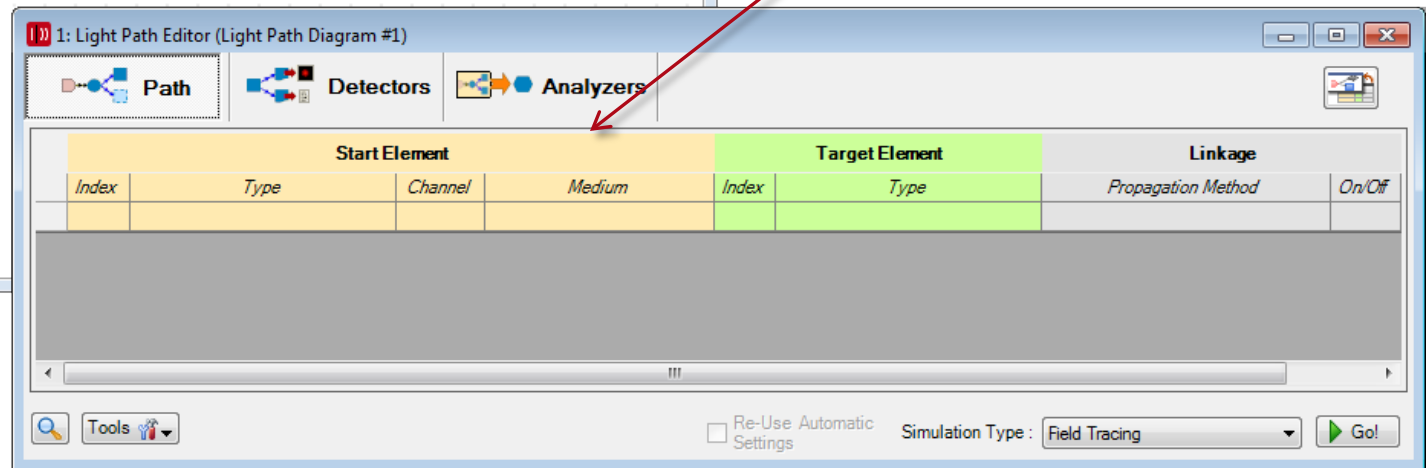 1: Light Path Editor (Light Path Diagram #1)
Path Detectors Analyzers
Start Element Target Element Linkage
Index Type Channel Medium Index Type Propagation Method On/Off
Tools Re-Use Automatic Settings Simulation Type : Field Tracing Go!